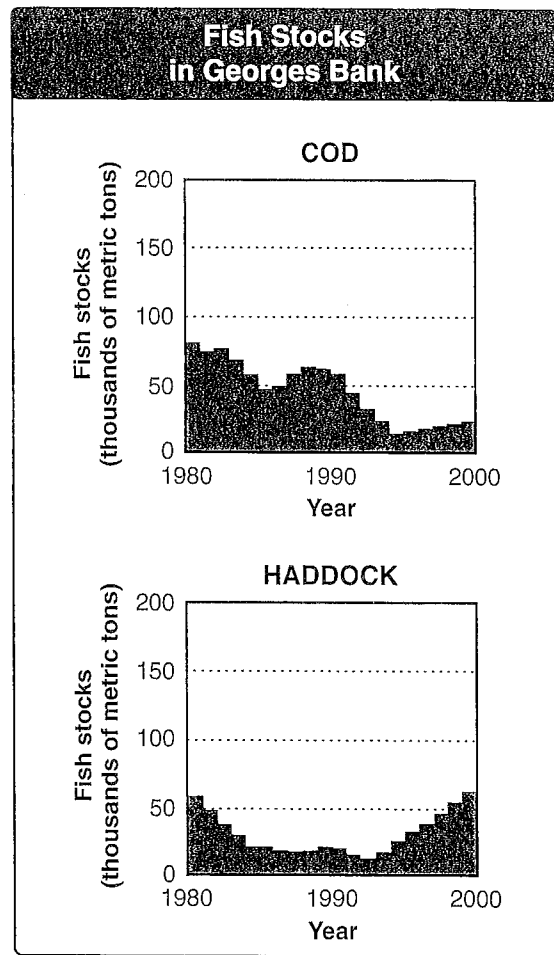 Fish Stocks
in Georges Bank
COD
Fish stocks
(thousands of metric tons)
200
150
100
50
0
1980 1990 2000
Year
HADDOCK
Fish stocks
(thousands of metric tons)
200
150
100
50
0
1980 1990 2000
Year